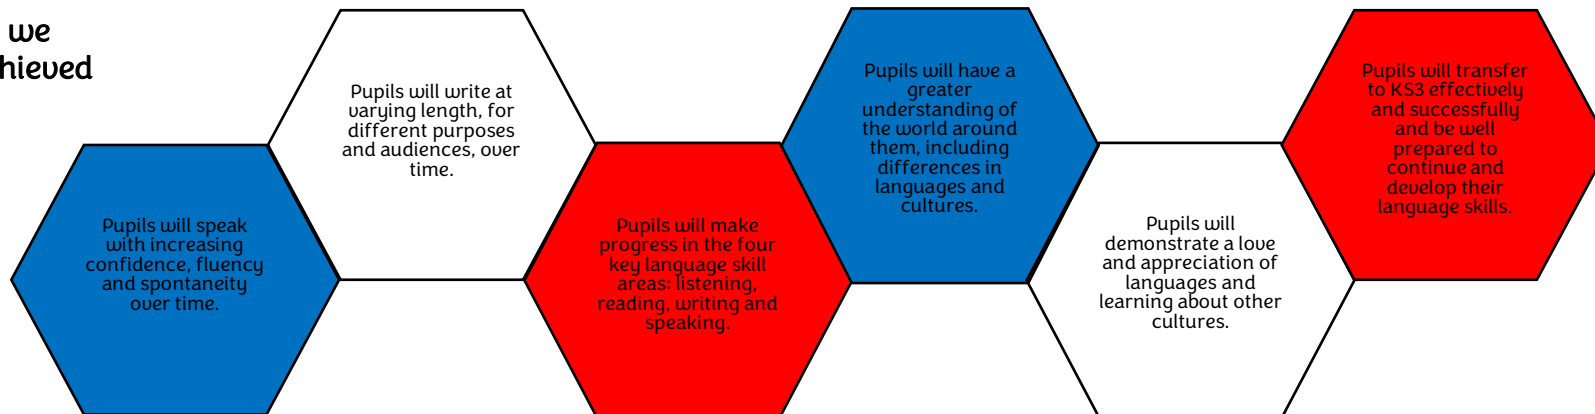 we
Pupils will speak
with increasing
confidence, fluency
and spontaneity
over time.
Pupils will write at
varying length, for
different purposes
and audiences, over
time.
Pupils will make
progress in the four
key language skill
areas: listening,
reading, writing and
speaking.
Pupils will have a
greater
understanding of
the world around
them, including
differences in
languages and
cultures.
Pupils will
demonstrate a love
and appreciation of
languages and
learning about other
cultures.
Pupils will transfer
to KS3 effectively
and successfully
and be well
prepared to
continue and
develop their
language skills.